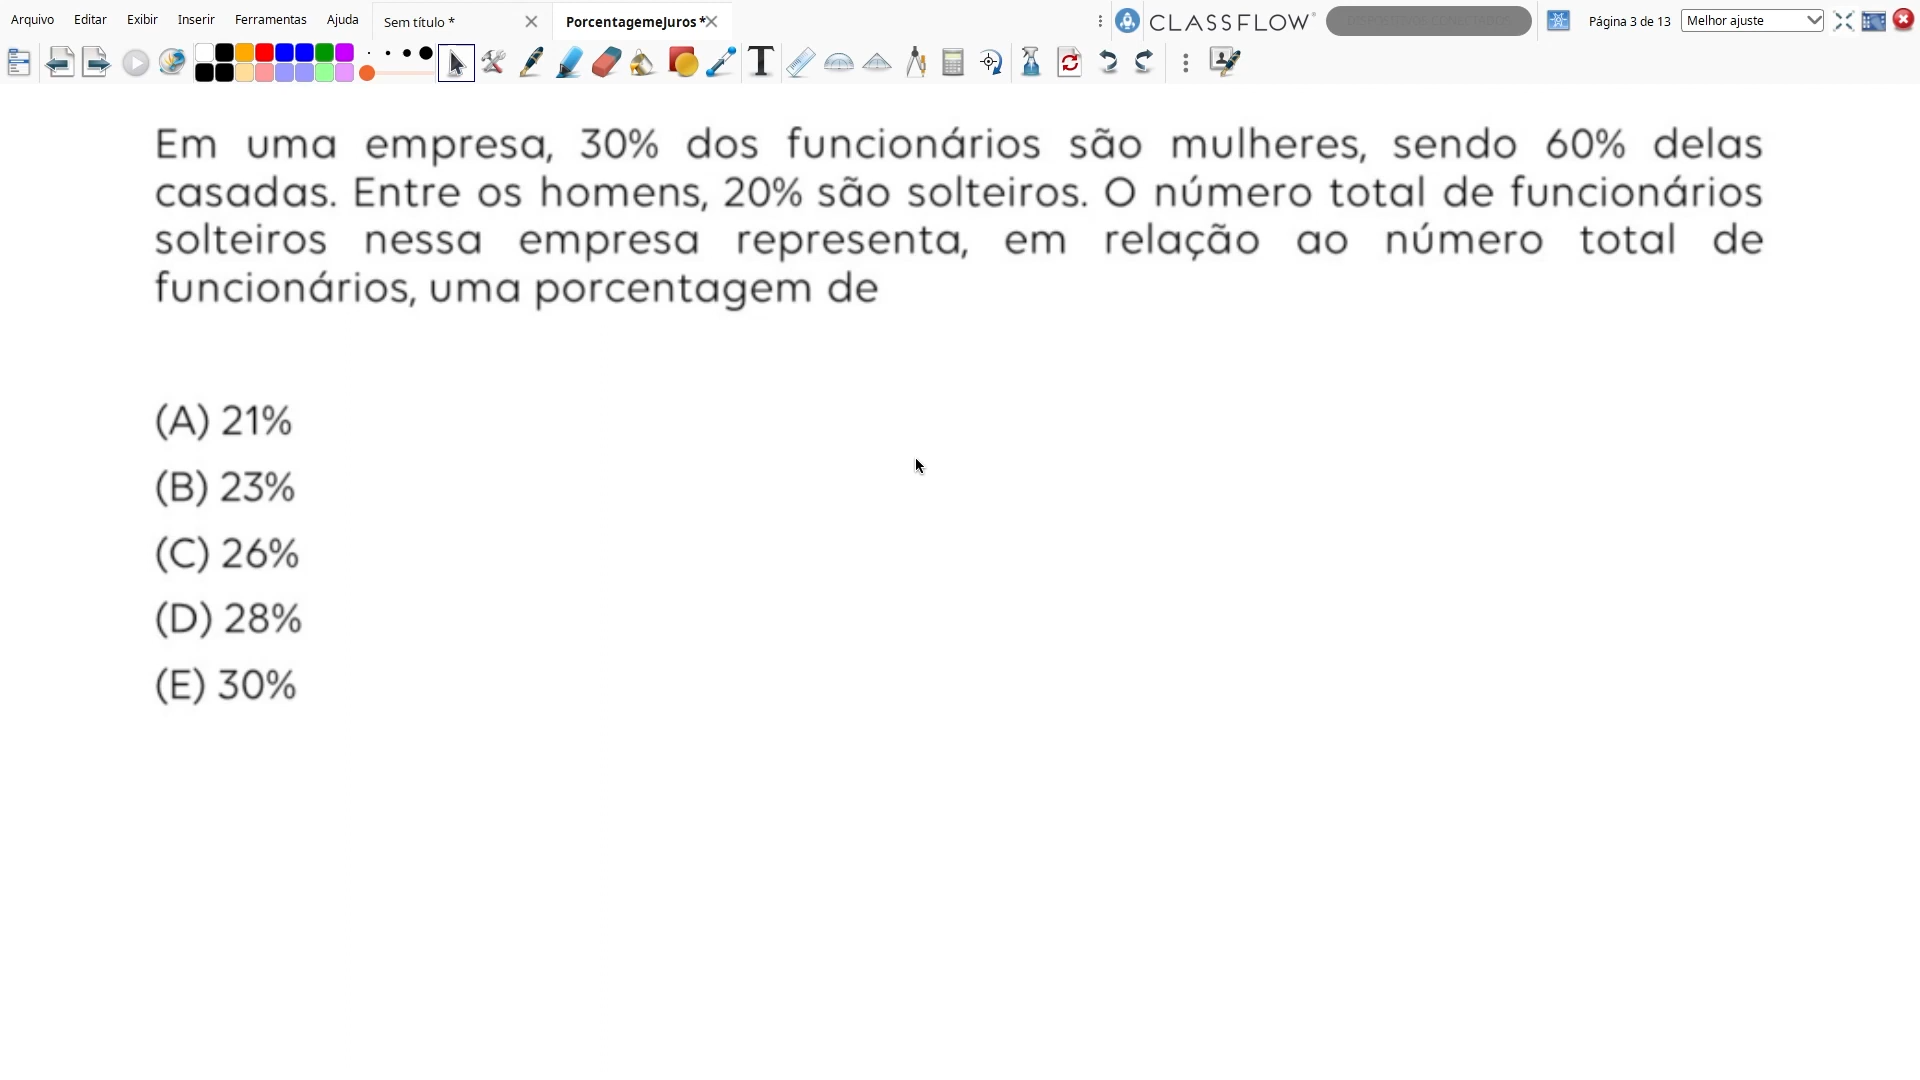 Arquivo Editar Exibir Inserir Ferramentas Ajuda Sem título * PorcentagemeJuros * CLASSFLOW Página 3 de 13 Melhor ajuste
Em uma empresa, 30% dos funcionários são mulheres, sendo 60% delas
casadas. Entre os homens, 20% são solteiros. O número total de funcionários
solteiros nessa empresa representa, em relação ao número total de
funcionários, uma porcentagem de
(A) 21%
(B) 23%
(C) 26%
(D) 28%
(E) 30%